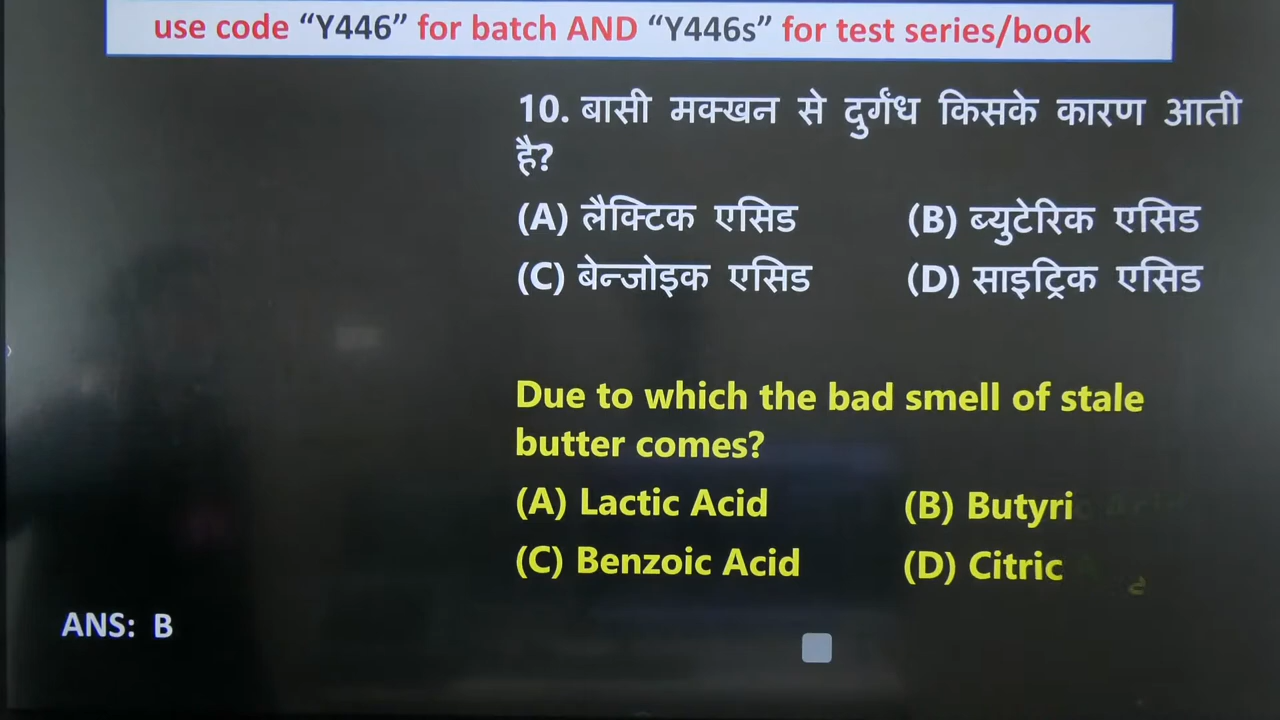 use code “Y446” for batch AND “Y446s” for test series/book
10. बासी मक्खन से दुर्गंध किसके कारण आती
है?
(A) लैक्टिक एसिड (B) ब्युटेरिक एसिड
(C) बेन्जोइक एसिड (D) साइट्रिक एसिड
Due to which the bad smell of stale
butter comes?
(A) Lactic Acid (B) Butyri
(C) Benzoic Acid (D) Citric
ANS: B